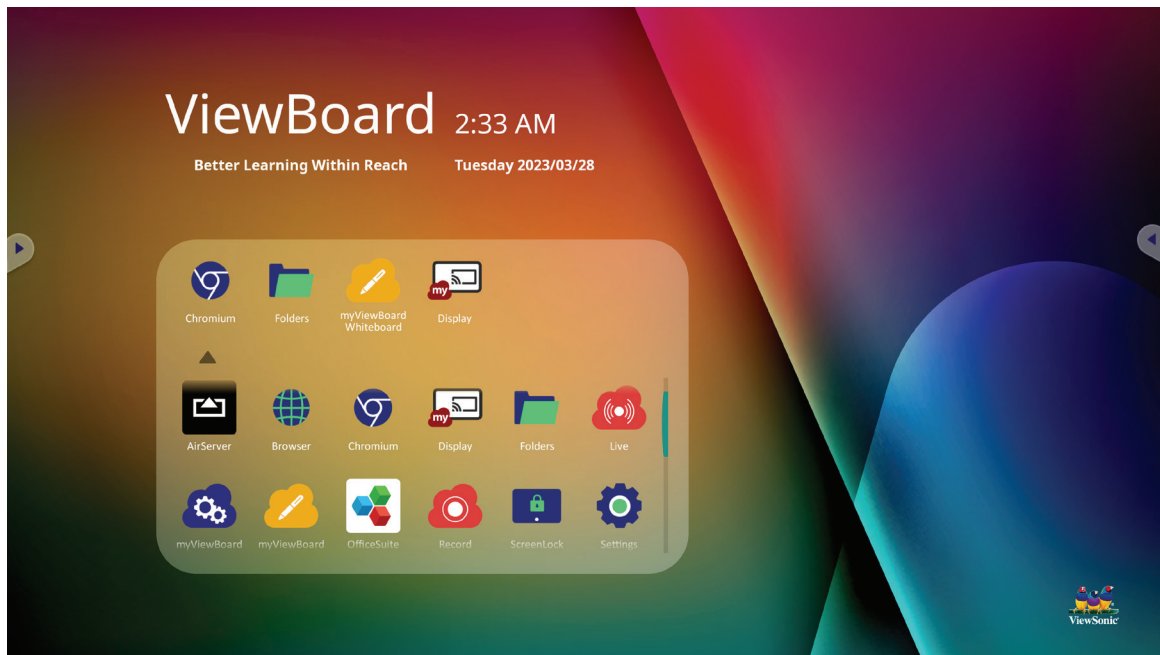 ViewBoard 2:33 AM
Better Learning Within Reach Tuesday 2023/03/28
Chromium Folders myViewBoard Whiteboard my Display
AirServer Browser Chromium my Display Folders Live
myViewBoard myViewBoard OfficeSuite Record ScreenLock Settings
ViewSonic